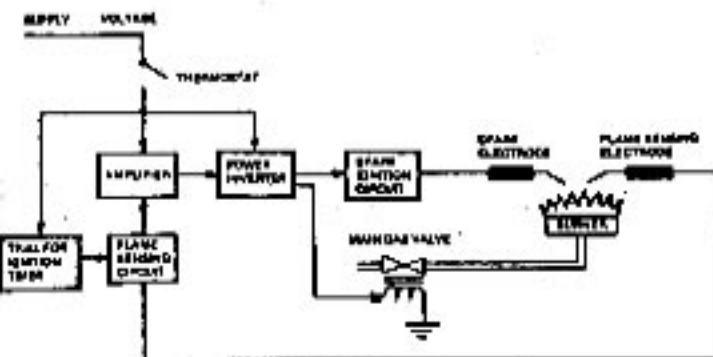 SUPPLY VOLTAGE
THERMOSTAT
SPARK
ELECTRODE
FLAME SENSING
ELECTRODE
AMPLIFIER
POWER
INVERTER
SPARK
IGNITION
CIRCUIT
BURNER
TRIAL FOR
IGNITION
TIMER
FLAME
SENSING
CIRCUIT
MAIN GAS VALVE